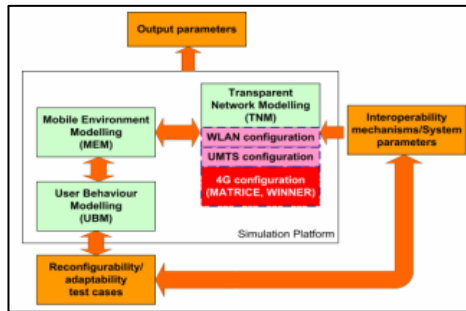 Output parameters
Transparent
Network Modelling
(TNM)
Mobile Environment
Modelling
(MEM)
WLAN configuration
UMTS configuration
4G configuration
(MATRICE, WINNER)
Interoperability
mechanisms/System
parameters
User Behaviour
Modelling
(UBM)
Simulation Platform
Reconfigurability/
adaptability
test cases